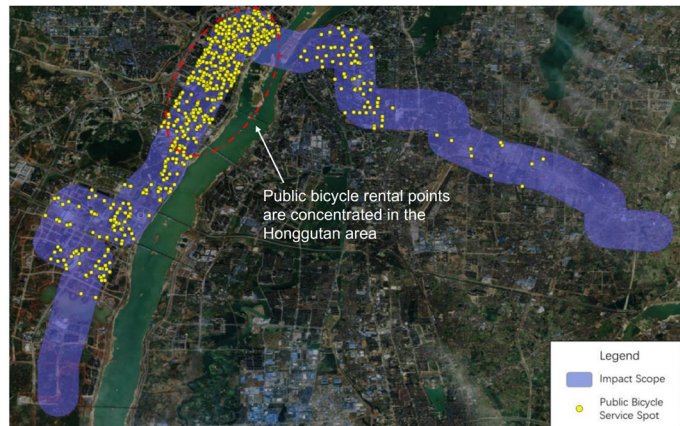 Public bicycle rental points
are concentrated in the
Honggutan area
Legend
Impact Scope
Public Bicycle
Service Spot